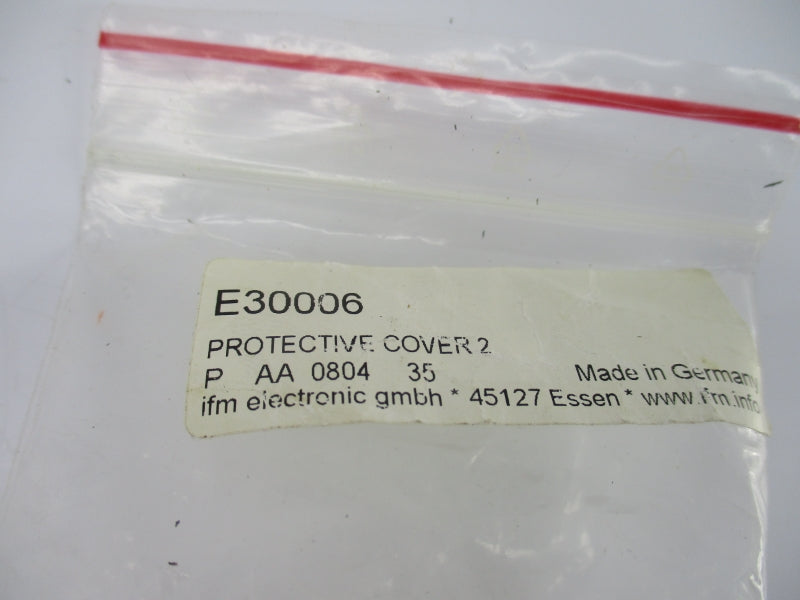 E30006
PROTECTIVE COVER 2
P AA 0804 35 Made in Germany
ifm electronic gmbh * 45127 Essen * www.ifm.info